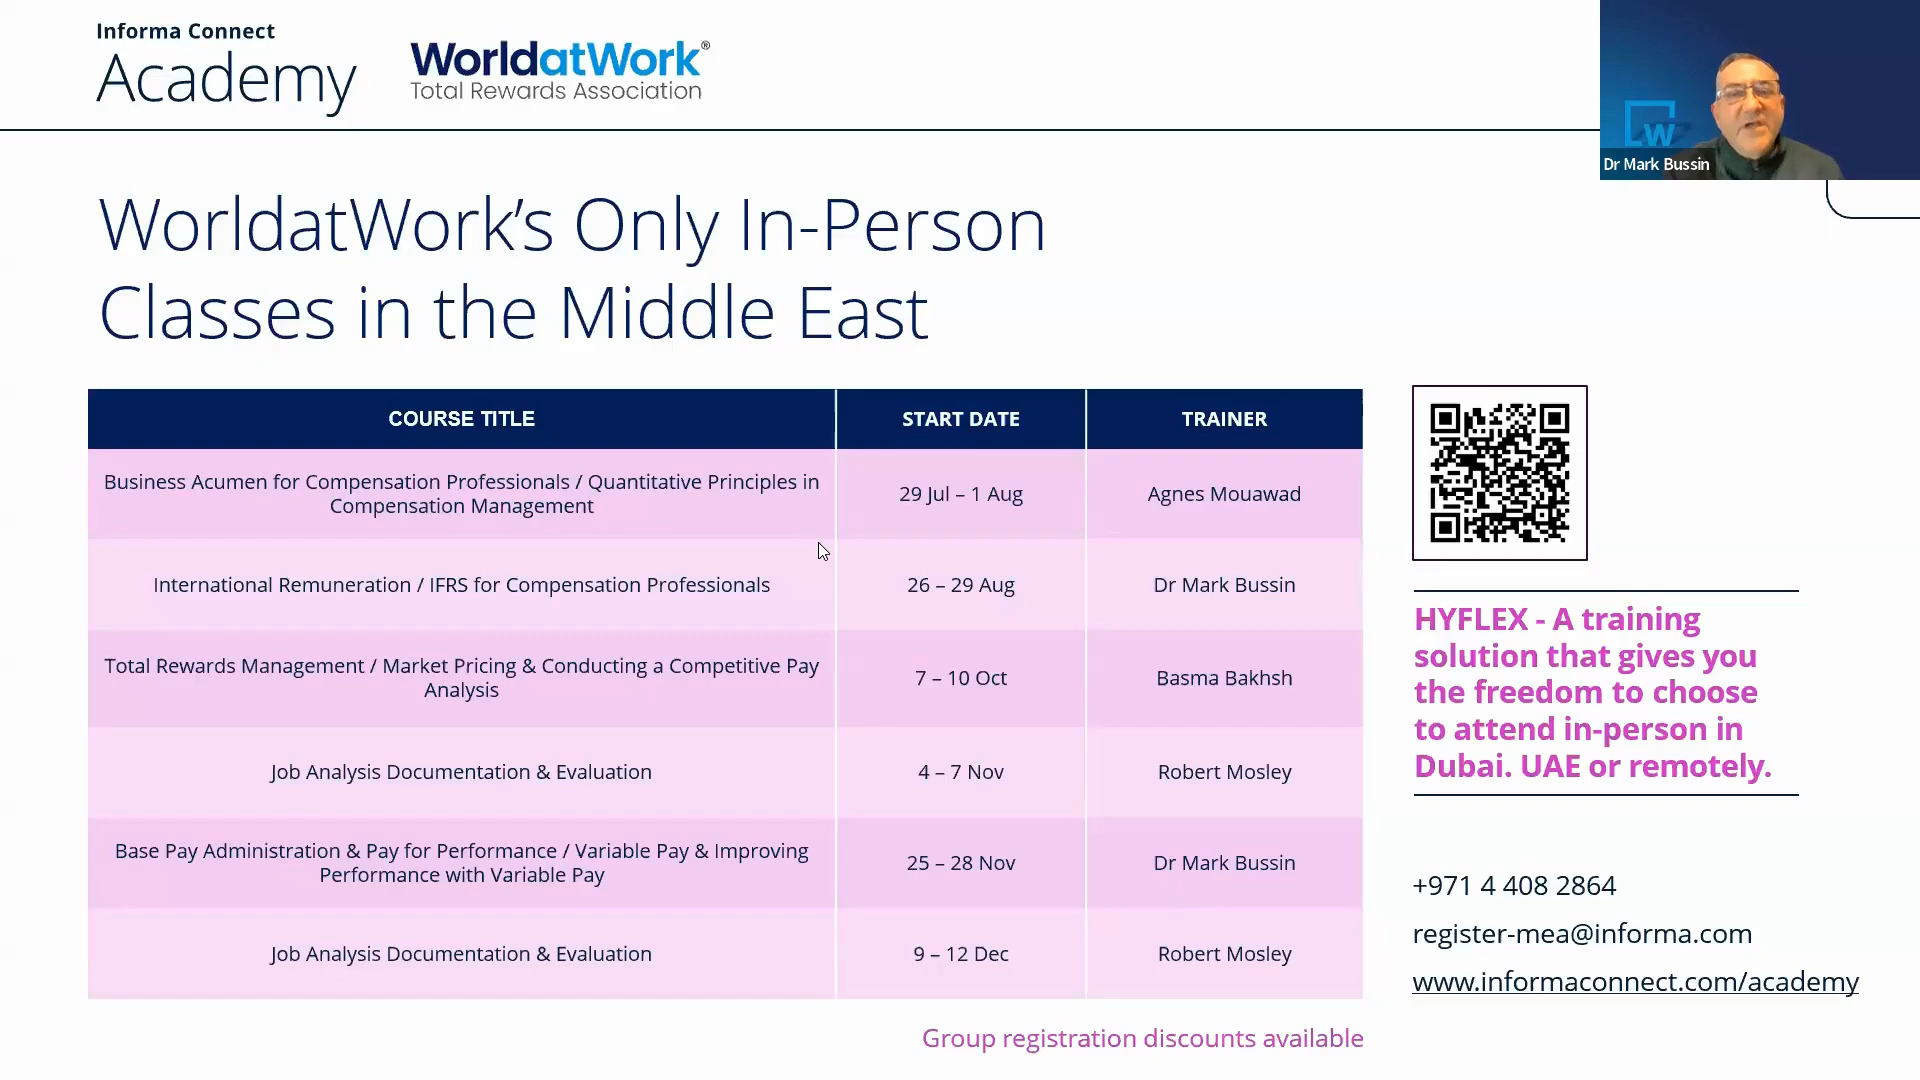 Informa Connect
Academy
WorldatWork®
Total Rewards Association
W
Dr Mark Bussin
WorldatWork’s Only In-Person
Classes in the Middle East
COURSE TITLE
START DATE
TRAINER
Business Acumen for Compensation Professionals / Quantitative Principles in
Compensation Management
29 Jul – 1 Aug
Agnes Mouawad
International Remuneration / IFRS for Compensation Professionals
26 – 29 Aug
Dr Mark Bussin
Total Rewards Management / Market Pricing & Conducting a Competitive Pay
Analysis
7 – 10 Oct
Basma Bakhsh
Job Analysis Documentation & Evaluation
4 – 7 Nov
Robert Mosley
Base Pay Administration & Pay for Performance / Variable Pay & Improving
Performance with Variable Pay
25 – 28 Nov
Dr Mark Bussin
Job Analysis Documentation & Evaluation
9 – 12 Dec
Robert Mosley
HYFLEX - A training
solution that gives you
the freedom to choose
to attend in-person in
Dubai. UAE or remotely.
+971 4 408 2864
register-mea@informa.com
www.informaconnect.com/academy
Group registration discounts available